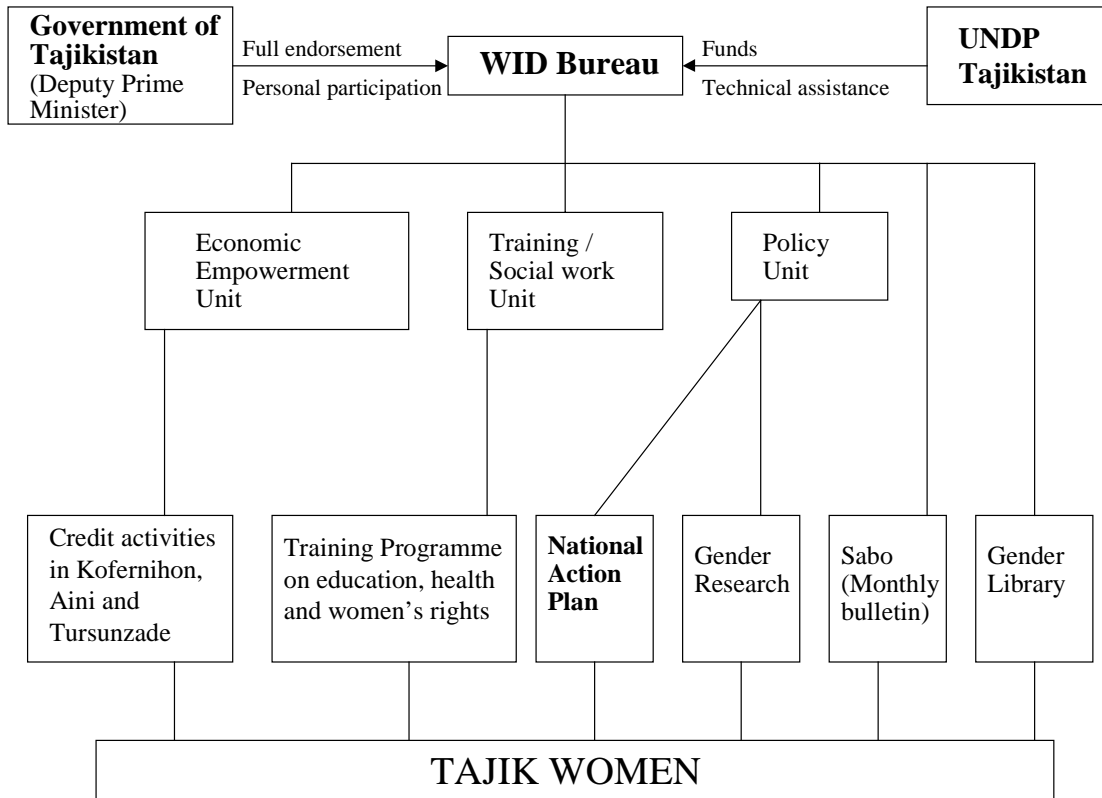 Government of
Tajikistan
(Deputy Prime
Minister)
Full endorsement
Personal participation
WID Bureau
Funds
Technical assistance
UNDP
Tajikistan
Economic
Empowerment
Unit
Training /
Social work
Unit
Policy
Unit
Credit activities
in Kofernihon,
Aini and
Tursunzade
Training Programme
on education, health
and women's rights
National
Action
Plan
Gender
Research
Sabo
(Monthly
bulletin)
Gender
Library
TAJIK WOMEN